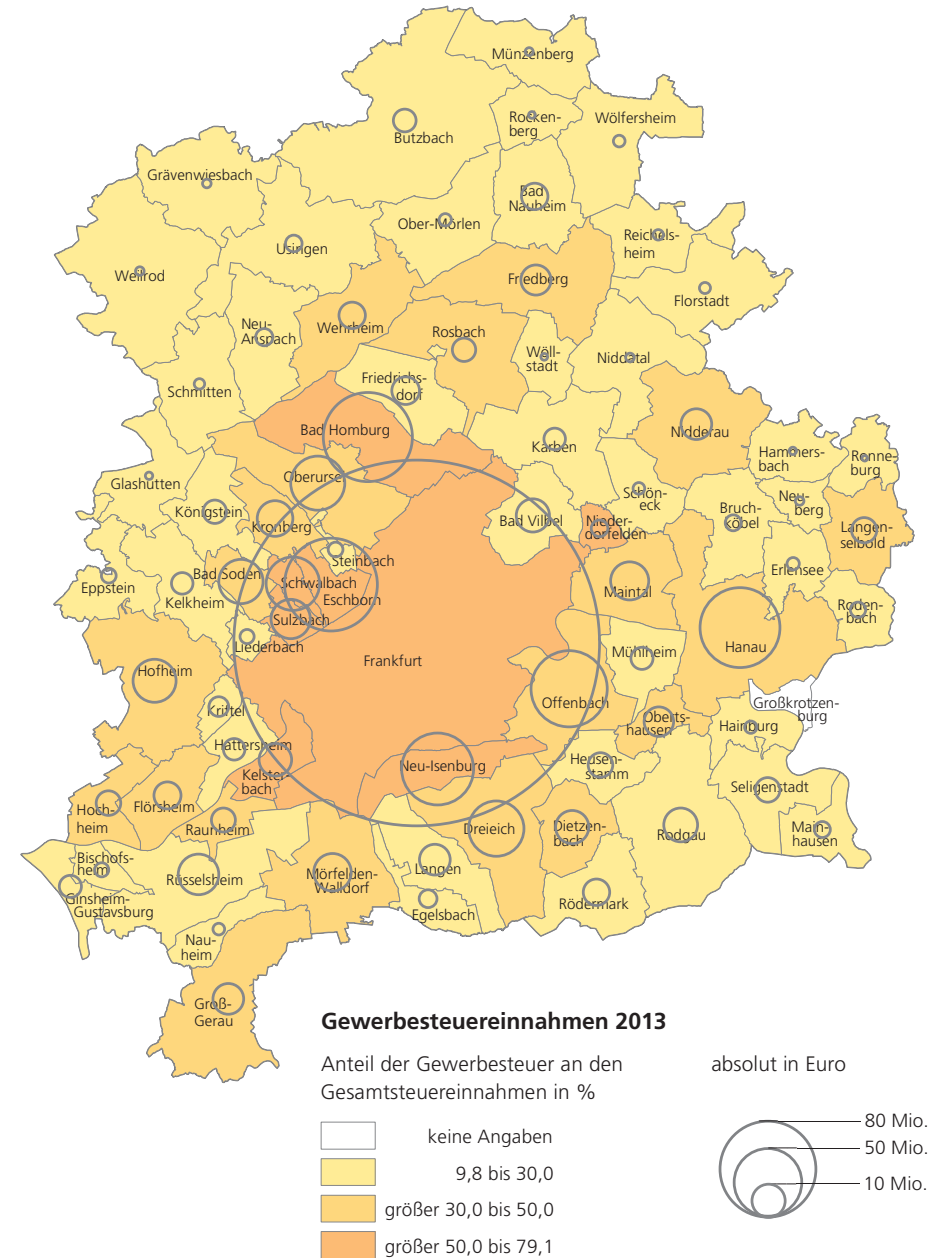 Münzenberg
Rocken-
berg
Wölfersheim
Butzbach
Grävenwiesbach
Bad
Nauheim
Ober-Mörlen
Reichels-
heim
Usingen
Weilrod
Friedberg
Florstadt
Neu-
Anspach
Wehrheim
Rosbach
Wöll-
stadt
Niddatal
Schmitten
Friedrichs-
dorf
Bad Homburg
Karben
Nidderau
Hammers-
bach
Ronne-
burg
Glashütten
Oberursel
Königstein
Kronberg
Schön-
eck
Neu-
berg
Bad Vilbel
Nieder-
dorfelden
Bruch-
köbel
Langen-
selbold
Steinbach
Erlensee
Eppstein
Bad Soden
Schwalbach
Kelkheim
Eschborn
Maintal
Roden-
bach
Sulzbach
Liederbach
Hanau
Frankfurt
Mühlheim
Hofheim
Offenbach
Großkrotzen-
burg
Kriftel
Obertshausen
Hainburg
Hattersheim
Neu-Isenburg
Heusen-
stamm
Kelster-
bach
Seligenstadt
Hoch-
heim
Flörsheim
Raunheim
Dreieich
Dietzen-
bach
Rodgau
Main-
hausen
Bischofs-
heim
Rüsselsheim
Mörfelden-
Walldorf
Langen
Ginsheim-
Gustavsburg
Egelsbach
Rödermark
Nau-
heim
Groß-
Gerau
Gewerbesteuereinnahmen 2013
Anteil der Gewerbesteuer an den
Gesamtsteuereinnahmen in %
absolut in Euro
keine Angaben
9,8 bis 30,0
größer 30,0 bis 50,0
größer 50,0 bis 79,1
80 Mio.
50 Mio.
10 Mio.